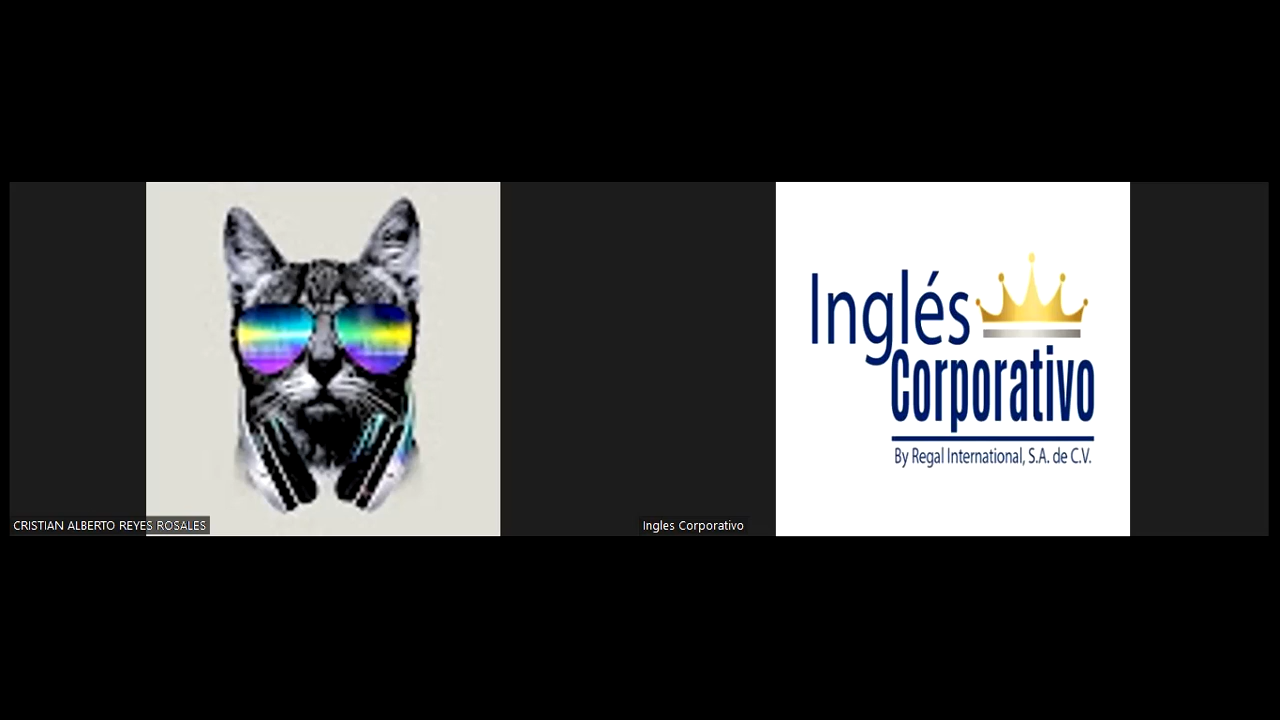 Inglés
Corporativo
By Regal International, S.A. de C.V.
CRISTIAN ALBERTO REYES ROSALES
Ingles Corporativo